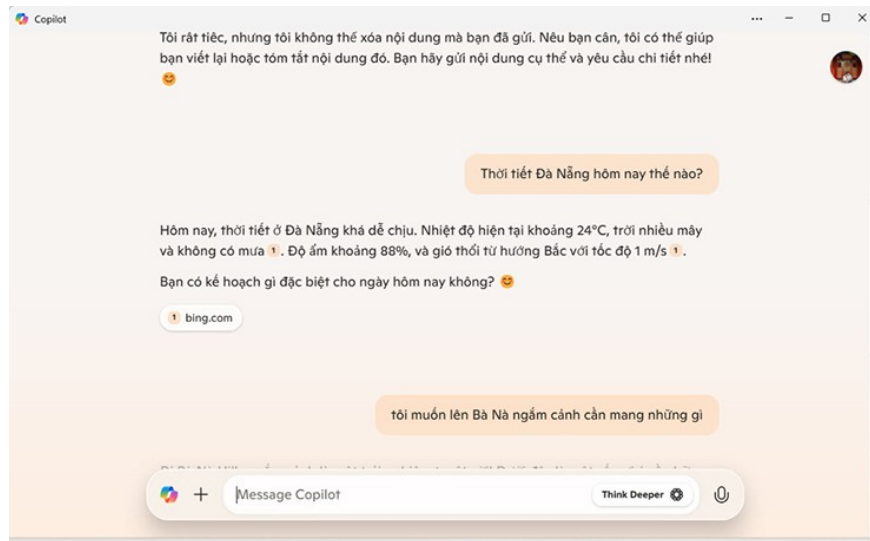 Copilot
Tôi rất tiếc, nhưng tôi không thể xóa nội dung mà bạn đã gửi. Nếu bạn cần, tôi có thể giúp
bạn viết lại hoặc tóm tắt nội dung đó. Bạn hãy gửi nội dung cụ thể và yêu cầu chi tiết nhé!
😊
Thời tiết Đà Nẵng hôm nay thế nào?
Hôm nay, thời tiết ở Đà Nẵng khá dễ chịu. Nhiệt độ hiện tại khoảng 24°C, trời nhiều mây
và không có mưa 1. Độ ẩm khoảng 88%, và gió thổi từ hướng Bắc với tốc độ 1 m/s 1.
Bạn có kế hoạch gì đặc biệt cho ngày hôm nay không? 😊
1 bing.com
tôi muốn lên Bà Nà ngắm cảnh cần mang những gì
Message Copilot
Think Deeper